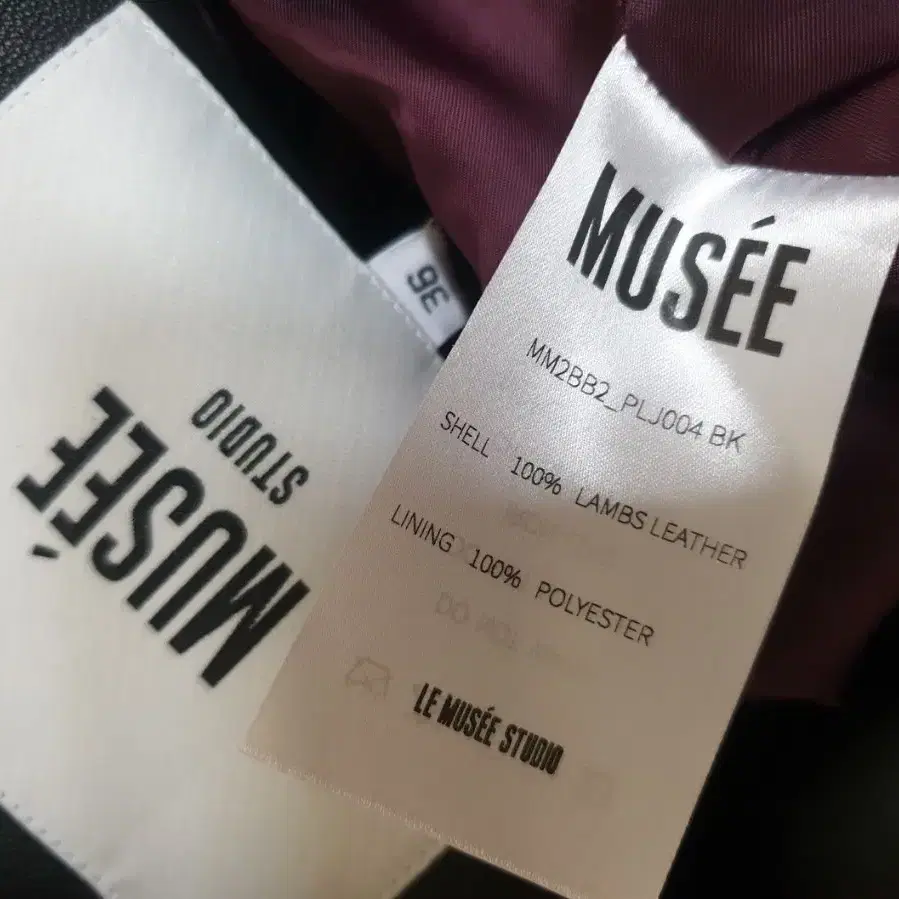 MUSÉE
STUDIO
36
MUSÉE
MM2BB2_PLJ004 BK
SHELL 100% LAMBS LEATHER
LINING 100% POLYESTER
LE MUSÉE STUDIO